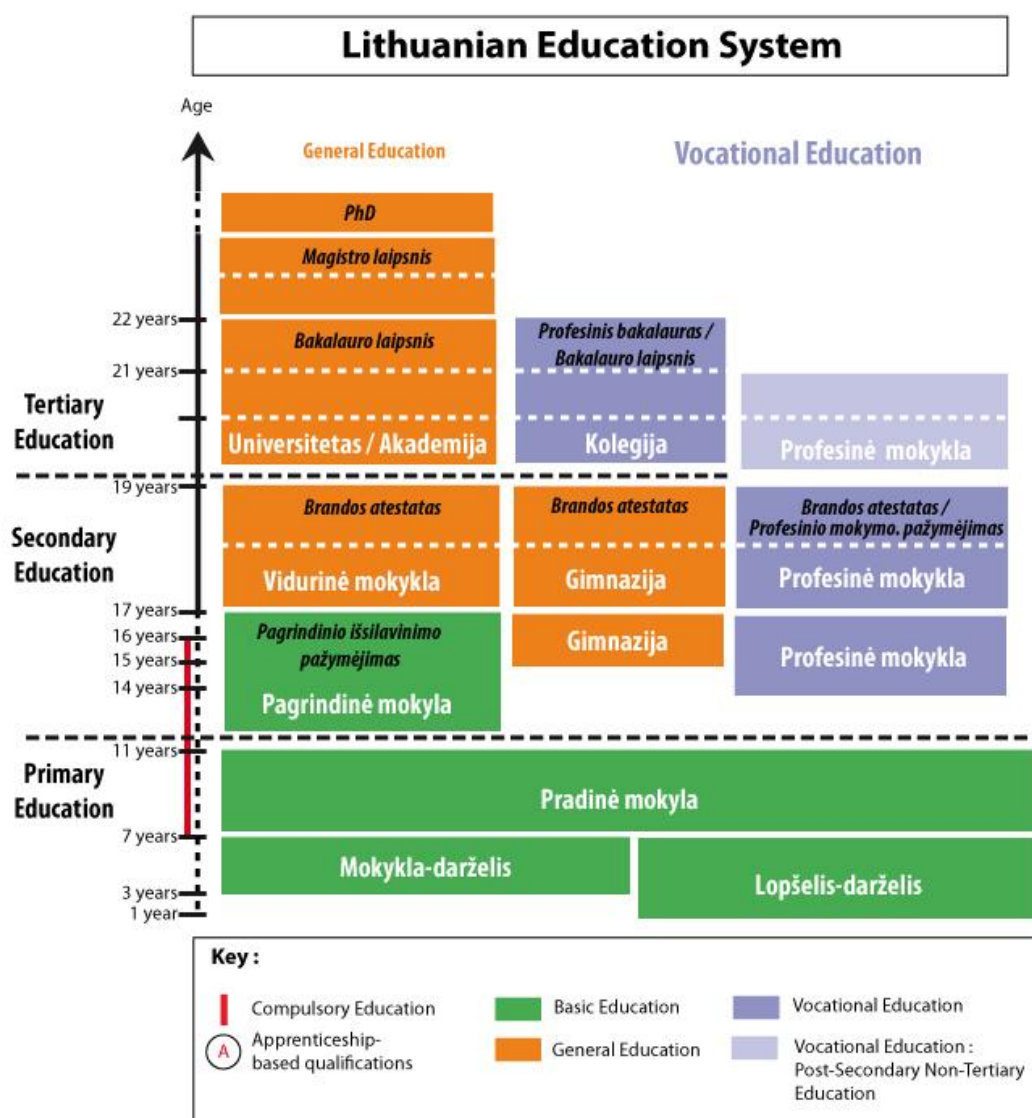 Lithuanian Education System
Age
General Education
Vocational Education
PhD
Magistro laipsnis
22 years
Bakalauro laipsnis
Profesinis bakalauras /
Bakalauro laipsnis
21 years
Tertiary
Education
Universitetas / Akademija
Kolegija
Profesinė mokykla
19 years
Brandos atestatas
Brandos atestatas
Brandos atestatas /
Profesinio mokymo. pažymėjimas
Secondary
Education
Vidurinė mokykla
Gimnazija
Profesinė mokykla
17 years
16 years
Pagrindinio išsilavinimo
pažymėjimas
Gimnazija
Profesinė mokykla
15 years
14 years
Pagrindinė mokyla
11 years
Primary
Education
Pradinė mokyla
7 years
Mokykla-darželis
Lopšelis-darželis
3 years
1 year
Key :
Compulsory Education
Basic Education
Vocational Education
A
Apprenticeship-
based qualifications
General Education
Vocational Education :
Post-Secondary Non-Tertiary
Education